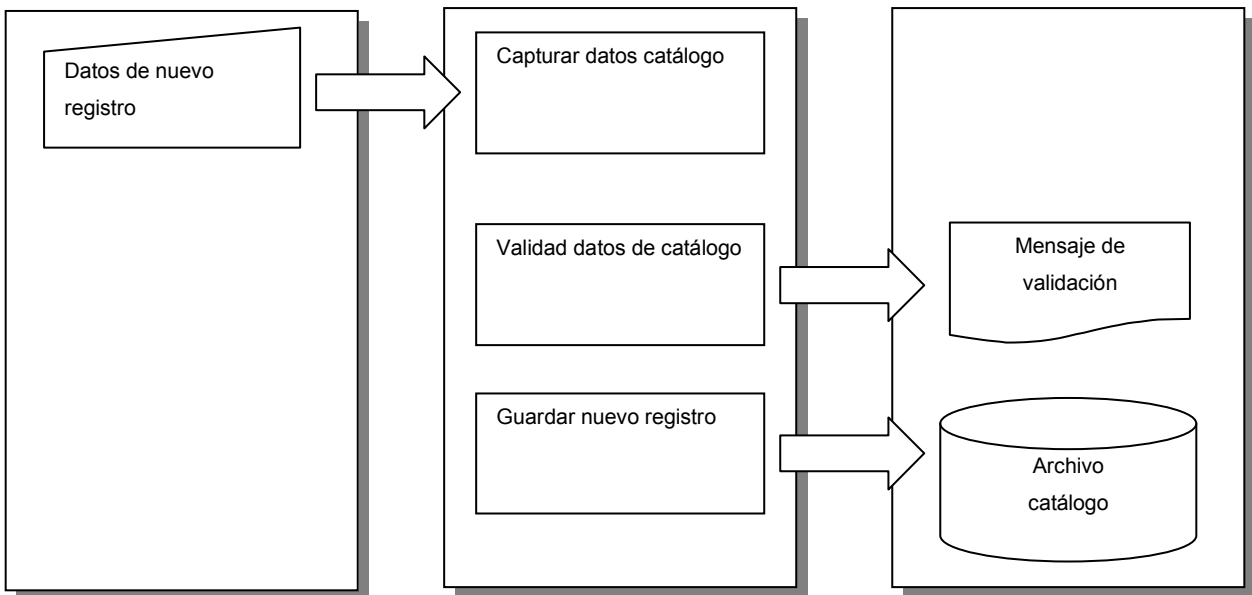 Datos de nuevo
registro
Capturar datos catálogo
Validad datos de catálogo
Mensaje de
validación
Guardar nuevo registro
Archivo
catálogo